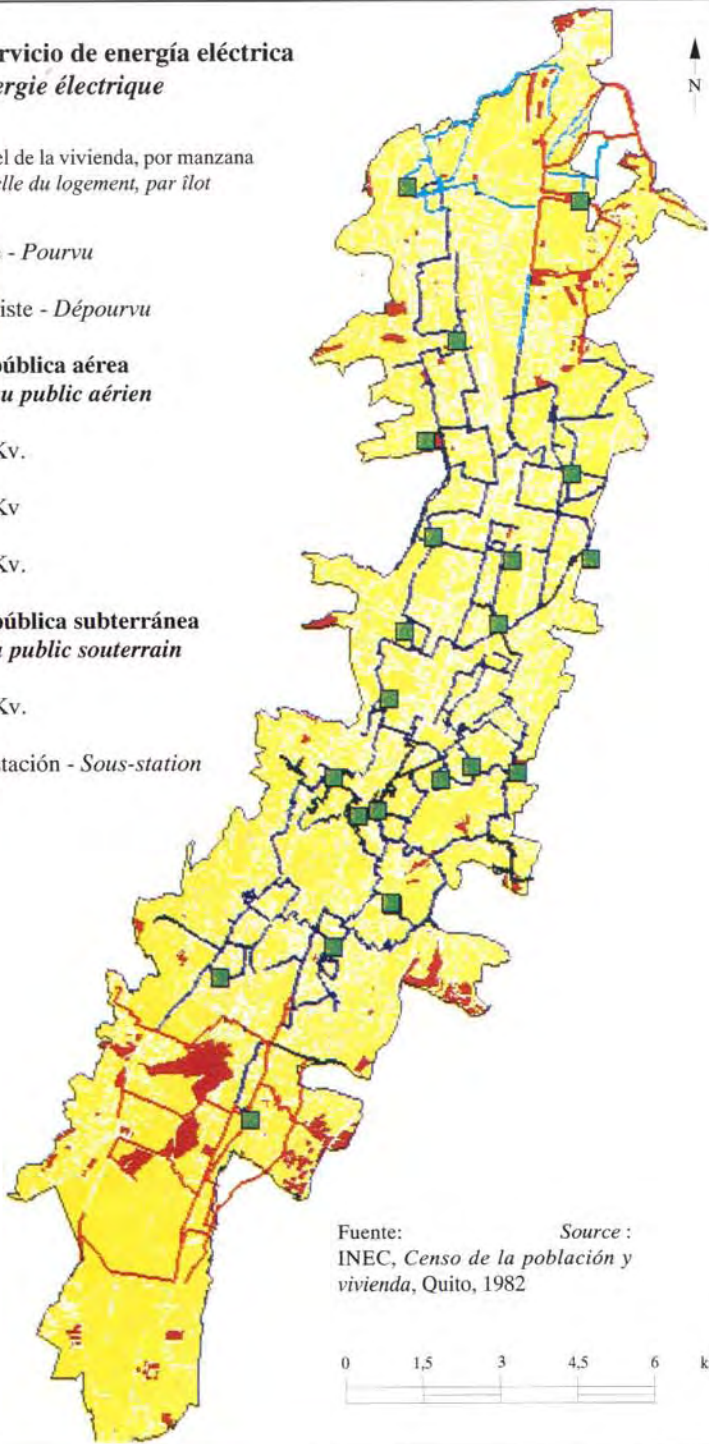 rvicio de energía eléctrica
ergie électrique
N
el de la vivienda, por manzana
elle du logement, par îlot
- Pourvu
iste - Dépourvu
pública aérea
u public aérien
Kv.
Kv
Kv.
pública subterránea
u public souterrain
Kv.
tación - Sous-station
Fuente: Source :
INEC, Censo de la población y
vivienda, Quito, 1982
0 1,5 3 4,5 6 k